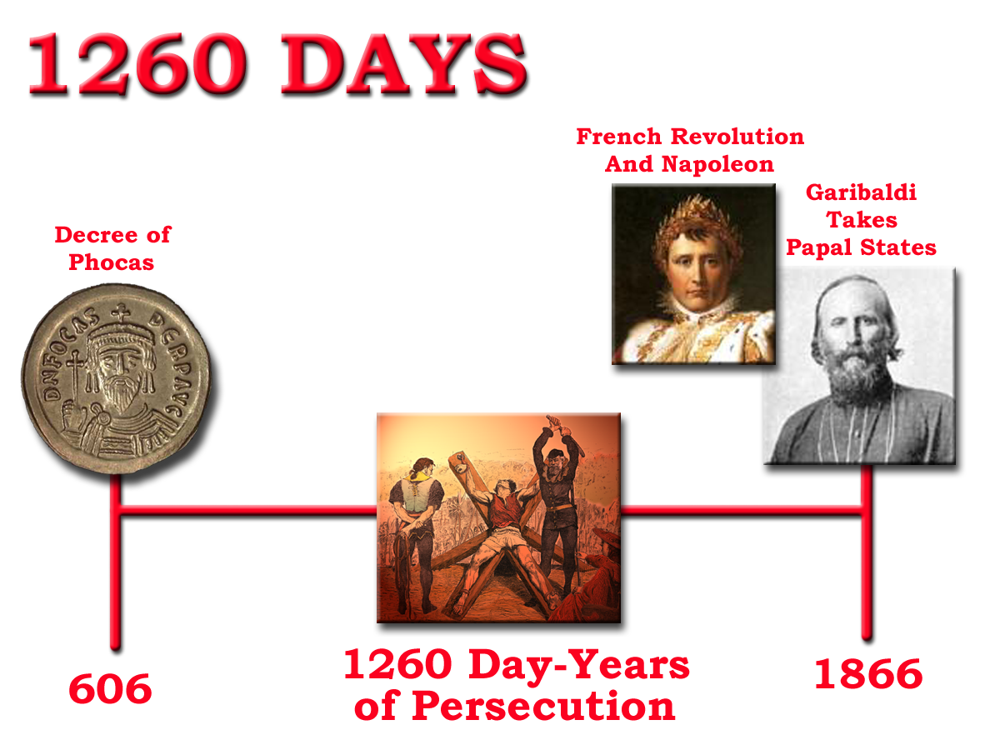 1260 DAYS
French Revolution
And Napoleon
Garibaldi
Takes
Papal States
Decree of
Phocas
DNFOCAS PERPAVG
1260 Day-Years
of Persecution
606
1866